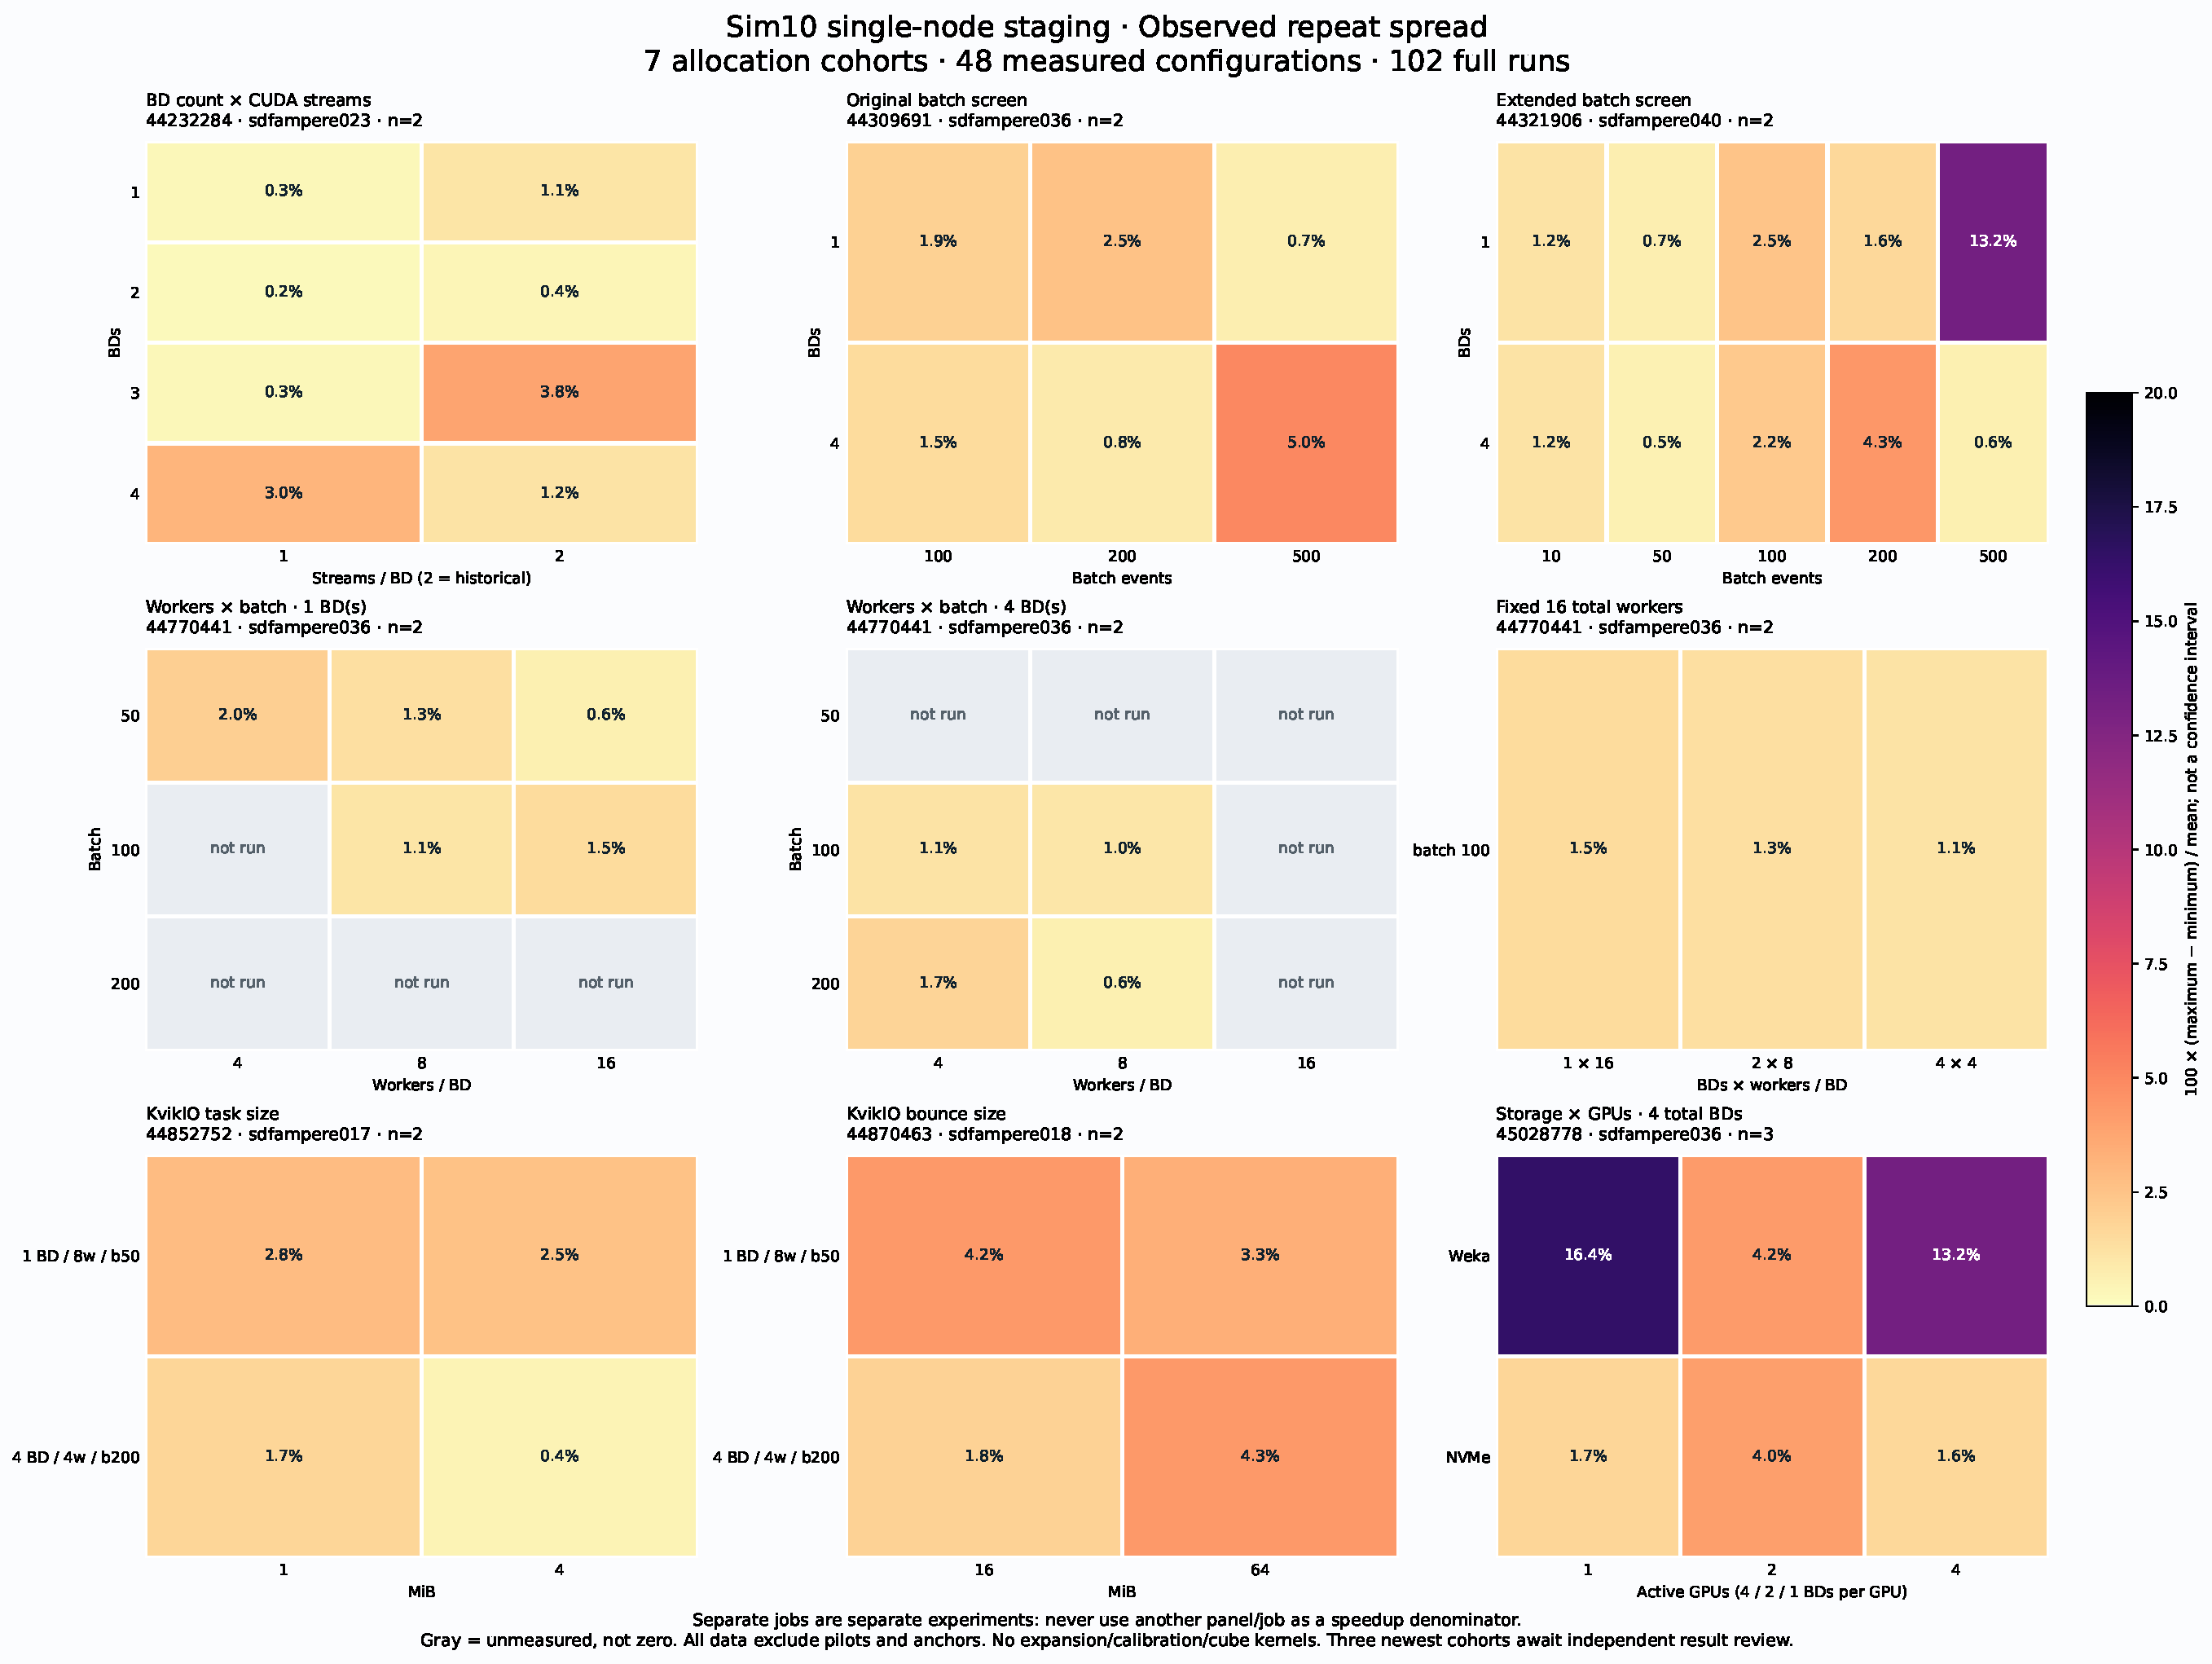 Sim10 single-node staging · Observed repeat spread
7 allocation cohorts · 48 measured configurations · 102 full runs
BD count × CUDA streams
44232284 · sdfampere023 · n=2
BDs
1
0.3%
1.1%
2
0.2%
0.4%
3
0.3%
3.8%
4
3.0%
1.2%
1
2
Streams / BD (2 = historical)
Original batch screen
44309691 · sdfampere036 · n=2
BDs
1
1.9%
2.5%
0.7%
4
1.5%
0.8%
5.0%
100
200
500
Batch events
Extended batch screen
44321906 · sdfampere040 · n=2
BDs
1
1.2%
0.7%
2.5%
1.6%
13.2%
4
1.2%
0.5%
2.2%
4.3%
0.6%
10
50
100
200
500
Batch events
Workers × batch · 1 BD(s)
44770441 · sdfampere036 · n=2
Batch
50
2.0%
1.3%
0.6%
100
not run
1.1%
1.5%
200
not run
not run
not run
4
8
16
Workers / BD
Workers × batch · 4 BD(s)
44770441 · sdfampere036 · n=2
Batch
50
not run
not run
not run
100
1.1%
1.0%
not run
200
1.7%
0.6%
not run
4
8
16
Workers / BD
Fixed 16 total workers
44770441 · sdfampere036 · n=2
batch 100
1.5%
1.3%
1.1%
1 × 16
2 × 8
4 × 4
BDs × workers / BD
KvikIO task size
44852752 · sdfampere017 · n=2
1 BD / 8w / b50
2.8%
2.5%
4 BD / 4w / b200
1.7%
0.4%
1
4
MiB
KvikIO bounce size
44870463 · sdfampere018 · n=2
1 BD / 8w / b50
4.2%
3.3%
4 BD / 4w / b200
1.8%
4.3%
16
64
MiB
Storage × GPUs · 4 total BDs
45028778 · sdfampere036 · n=3
Weka
16.4%
4.2%
13.2%
NVMe
1.7%
4.0%
1.6%
1
2
4
Active GPUs (4 / 2 / 1 BDs per GPU)
20.0
17.5
15.0
12.5
10.0
7.5
5.0
2.5
0.0
100 × (maximum − minimum) / mean; not a confidence interval
Separate jobs are separate experiments: never use another panel/job as a speedup denominator.
Gray = unmeasured, not zero. All data exclude pilots and anchors. No expansion/calibration/cube kernels. Three newest cohorts await independent result review.